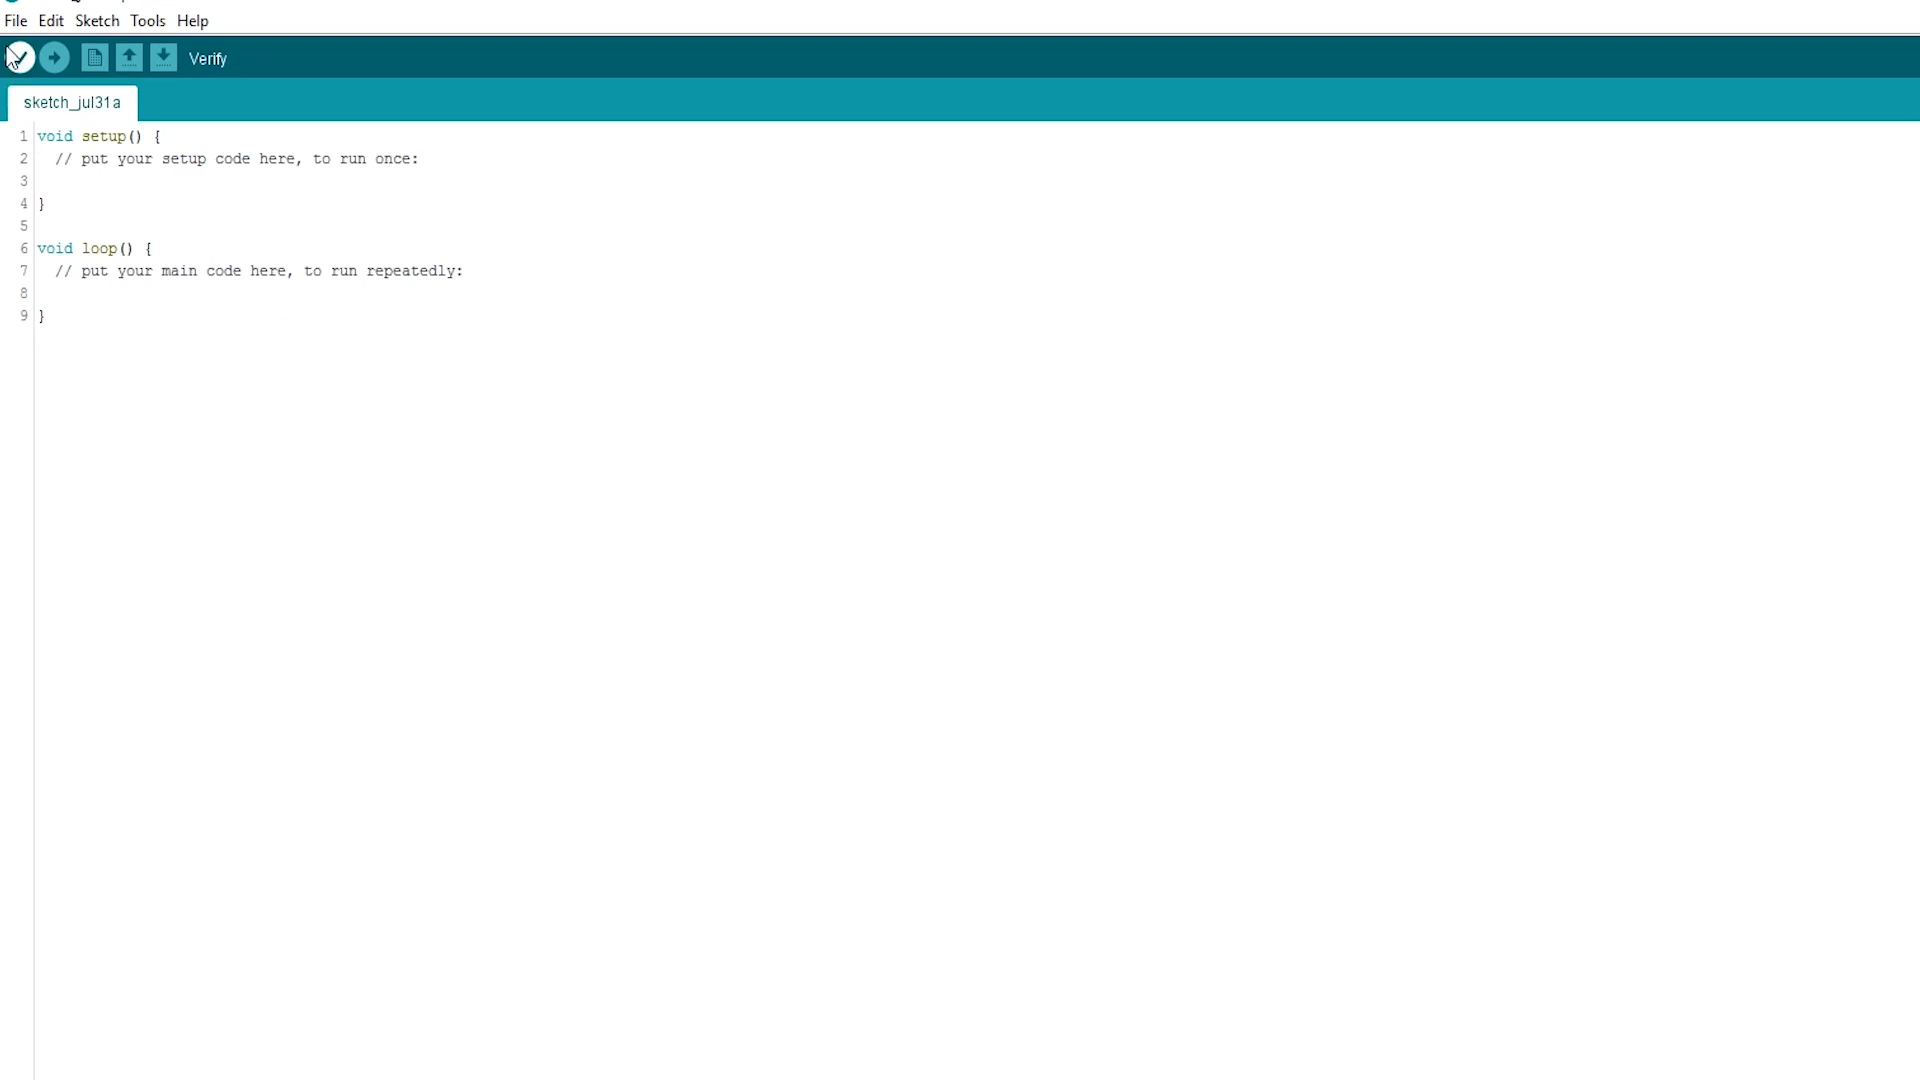 File Edit Sketch Tools Help
Verify
sketch_jul31a
1 void setup() {
2 // put your setup code here, to run once:
3
4 }
5
6 void loop() {
7 // put your main code here, to run repeatedly:
8
9 }